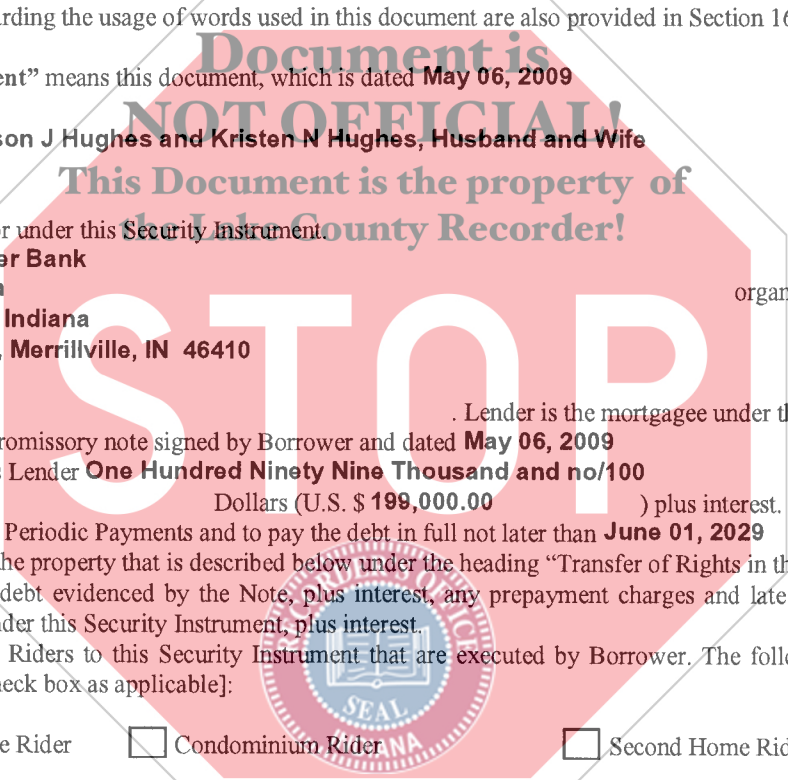 rding the usage of words used in this document are also provided in Section 16
Document is
ent” means this document, which is dated May 06, 2009
NOT OFFICIAL!
son J Hughes and Kristen N Hughes, Husband and Wife
This Document is the property of
the Lake County Recorder!
r under this Security Instrument.
er Bank
organ
Indiana
, Merrillville, IN 46410
STOP
. Lender is the mortgagee under th
romissory note signed by Borrower and dated May 06, 2009
Lender One Hundred Ninety Nine Thousand and no/100
Dollars (U.S. $ 199,000.00 ) plus interest.
Periodic Payments and to pay the debt in full not later than June 01, 2029
he property that is described below under the heading “Transfer of Rights in th
debt evidenced by the Note, plus interest, any prepayment charges and late
der this Security Instrument, plus interest.
Riders to this Security Instrument that are executed by Borrower. The follo
heck box as applicable]:
RECORDER'S OFFICE
SEAL
INDIANA
e Rider Condominium Rider Second Home Rid